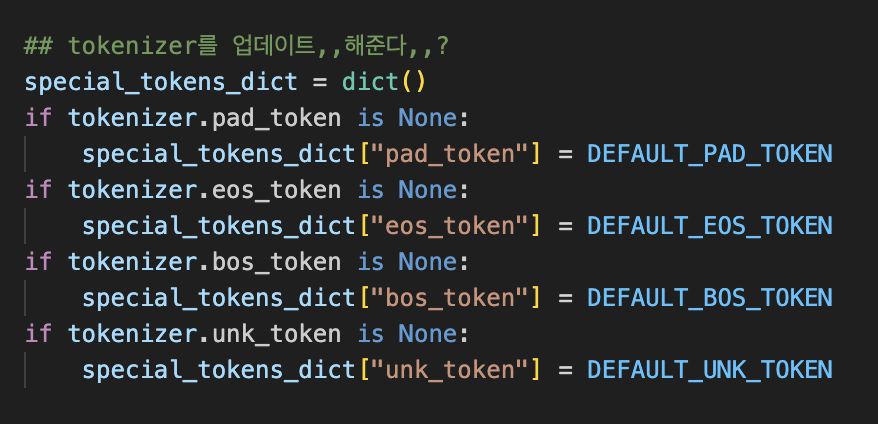 ## tokenizer를 업데이트,,해준다,,?
special_tokens_dict = dict()
if tokenizer.pad_token is None:
    special_tokens_dict["pad_token"] = DEFAULT_PAD_TOKEN
if tokenizer.eos_token is None:
    special_tokens_dict["eos_token"] = DEFAULT_EOS_TOKEN
if tokenizer.bos_token is None:
    special_tokens_dict["bos_token"] = DEFAULT_BOS_TOKEN
if tokenizer.unk_token is None:
    special_tokens_dict["unk_token"] = DEFAULT_UNK_TOKEN